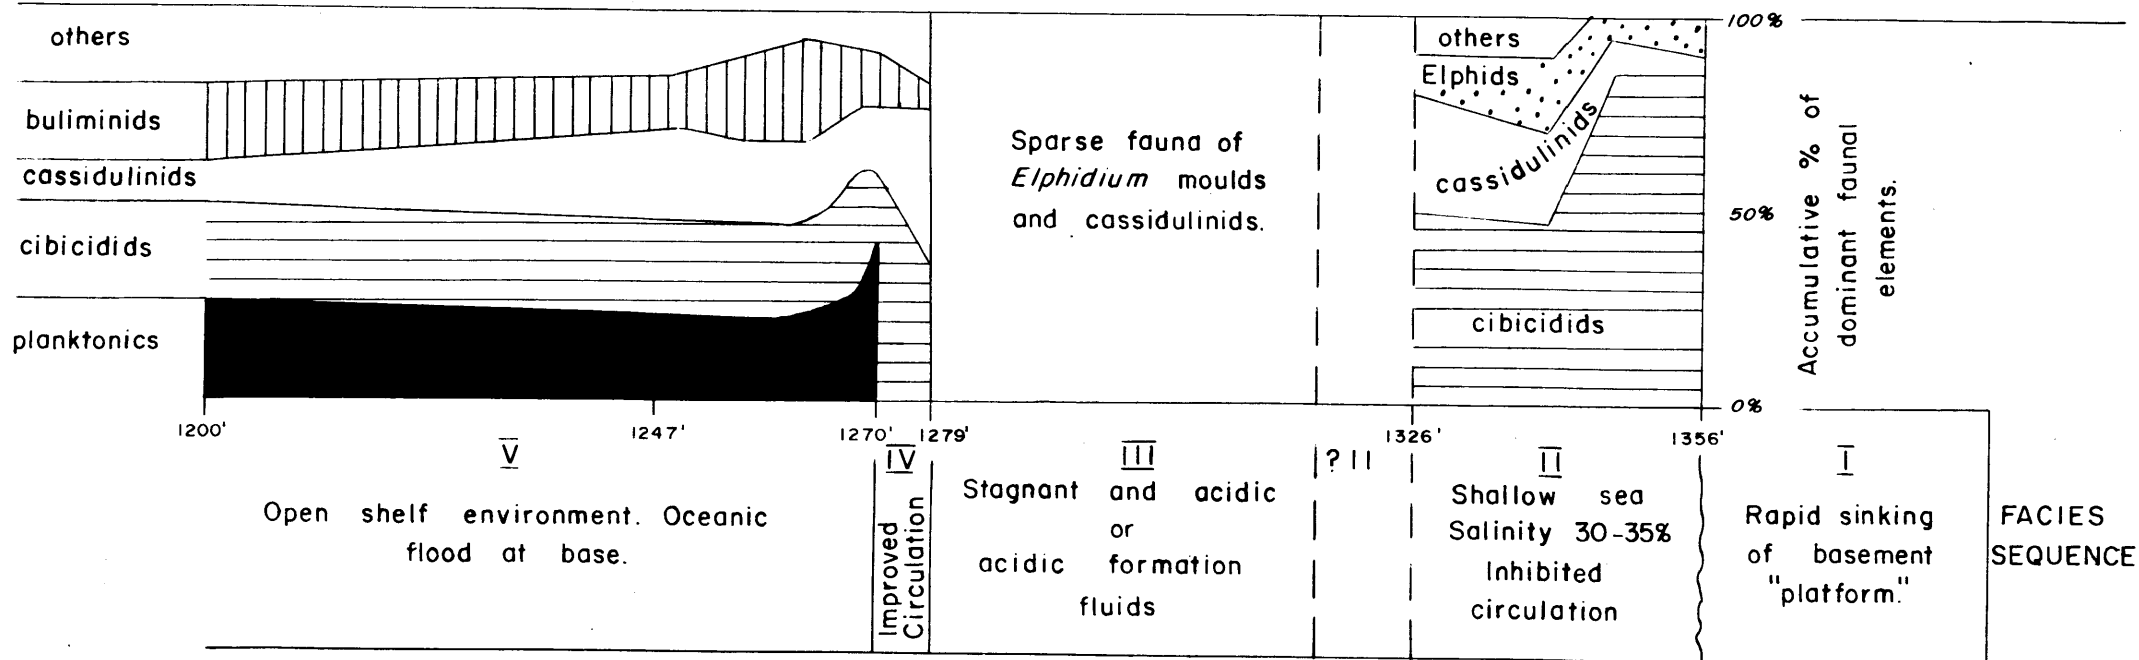 others
buliminids
cassidulinids
cibicidids
planktonics
Sparse fauna of
Elphidium moulds
and cassidulinids.
others
Elphids
cassidulinids
cibicidids
100%
50%
0%
Accumulative % of
dominant faunal
elements.
1200'
1247'
1270'
1279'
1326'
1356'
V
Open shelf environment. Oceanic
flood at base.
IV
Improved
Circulation
III
Stagnant and acidic
or
acidic formation
fluids
? II
II
Shallow sea
Salinity 30-35%
Inhibited
circulation
I
Rapid sinking
of basement
"platform."
FACIES
SEQUENCE